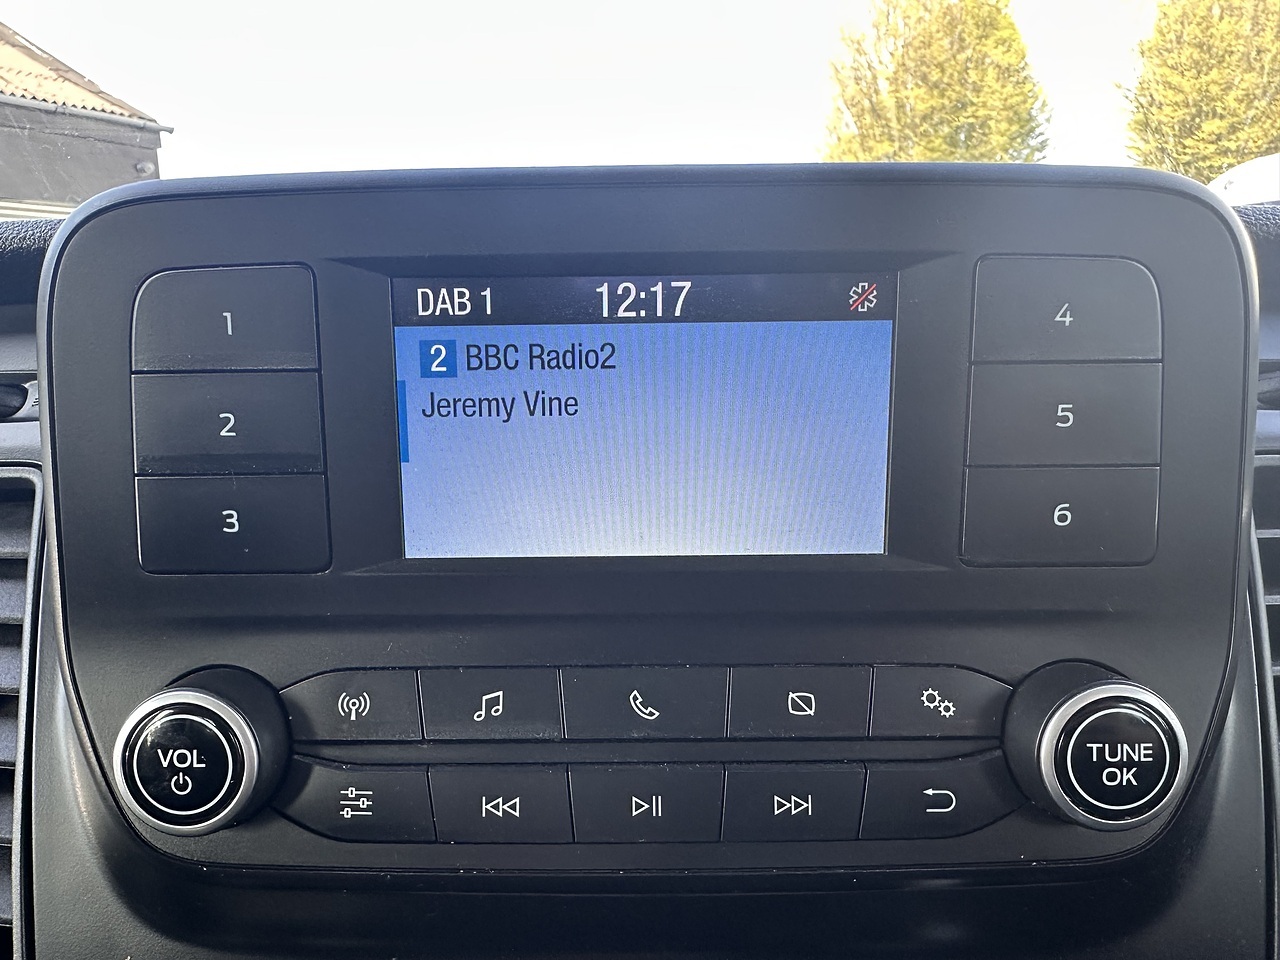 DAB 1 12:17
2 BBC Radio2
Jeremy Vine
1
2
3
4
5
6
VOL
TUNE
OK